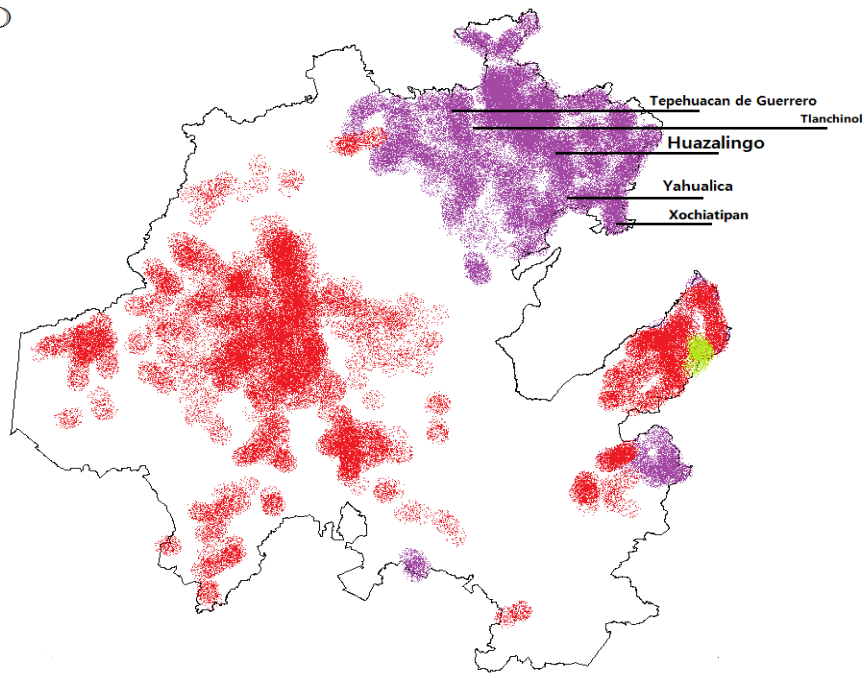 Tepehuacan de Guerrero
Tlanchinol
Huazalingo
Yahualica
Xochiatipan